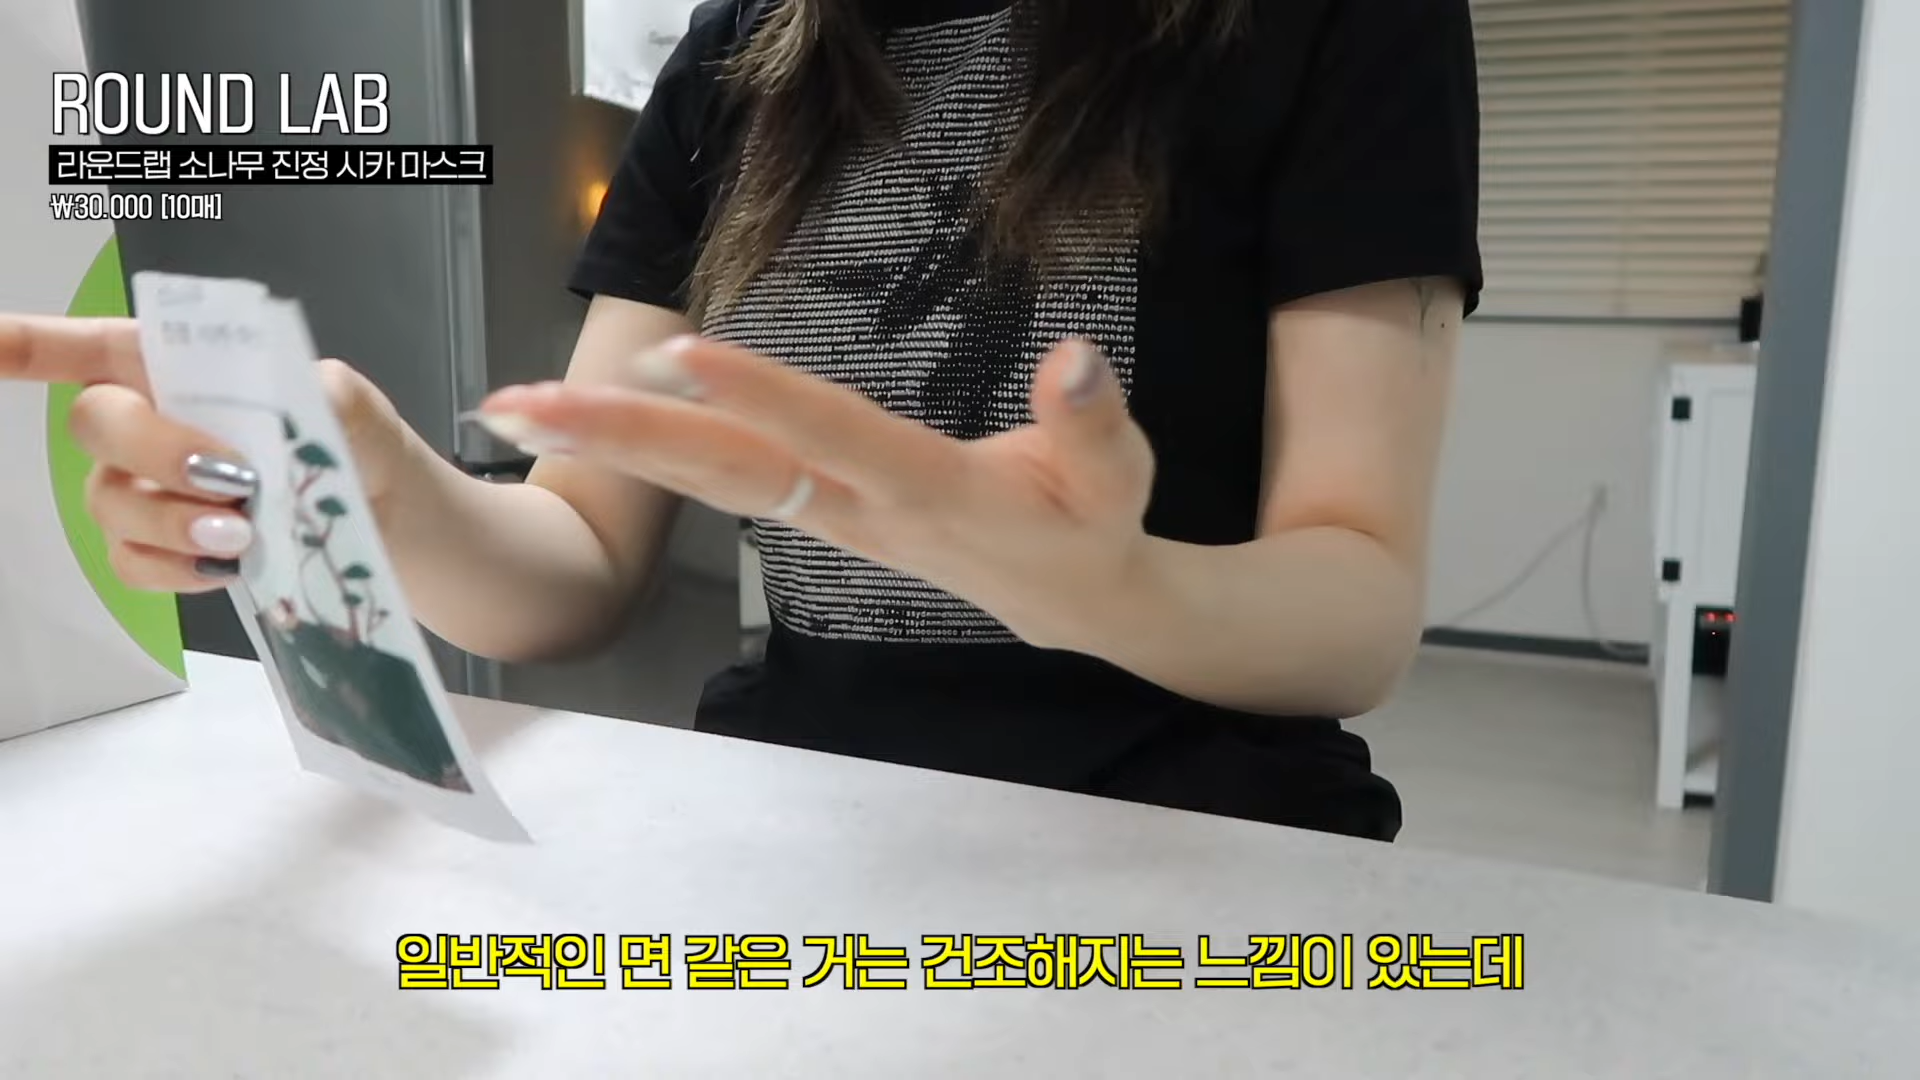 ROUND LAB
라운드랩 소나무 진정 시카 마스크
₩30.000 [10매]
일반적인 면 같은 거는 건조해지는 느낌이 있는데